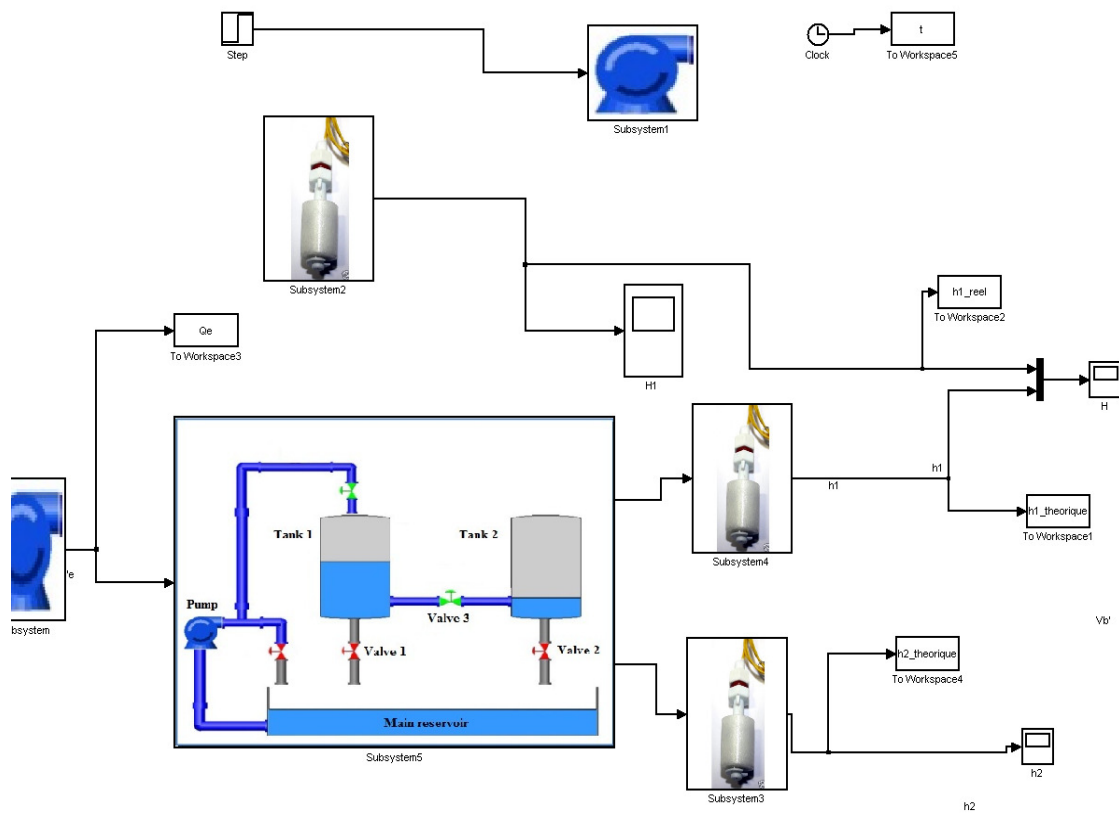 Step
Subsystem1
Clock
t
To Workspace5
Subsystem2
H1
h1_reel
To Workspace2
H
Qe
To Workspace3
'e
bsystem
Tank 1
Tank 2
Pump
Valve 3
Valve 1
Valve 2
Main reservoir
Subsystem5
Subsystem4
h1
h1
h1_theorique
To Workspace1
Vb'
h2_theorique
To Workspace4
Subsystem3
h2
h2